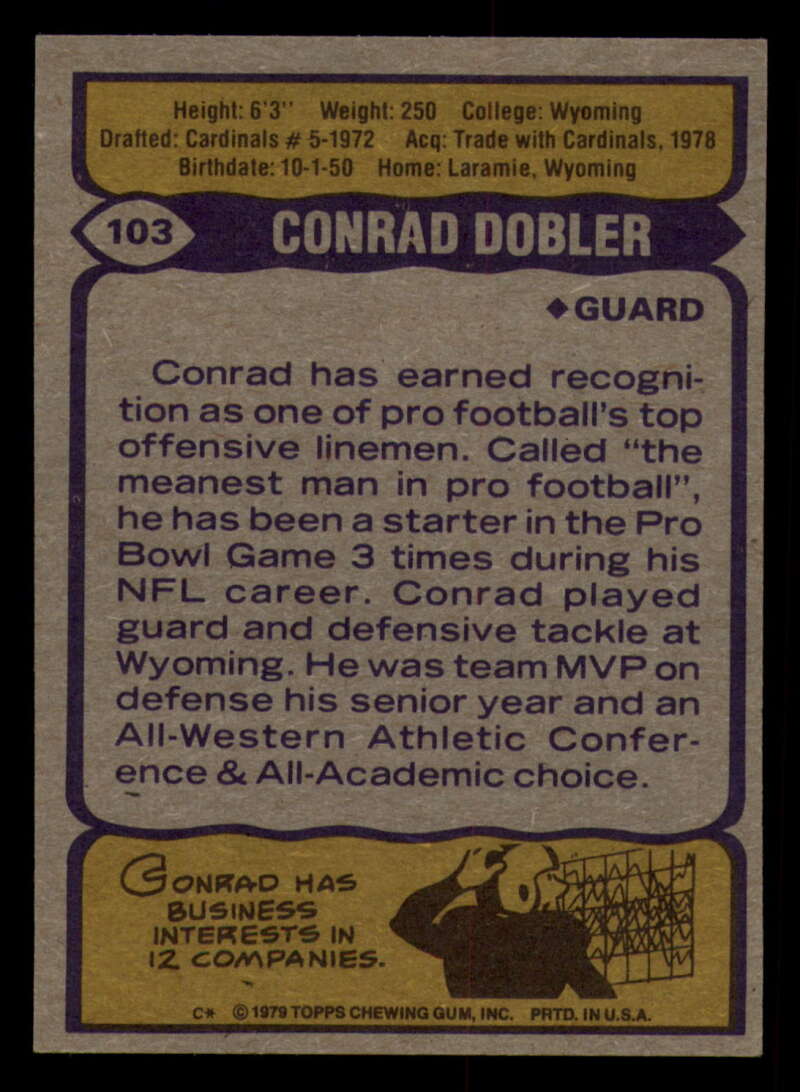 Height: 6'3" Weight: 250 College: Wyoming
Drafted: Cardinals # 5-1972 Acq: Trade with Cardinals, 1978
Birthdate: 10-1-50 Home: Laramie, Wyoming
103 CONRAD DOBLER
◆GUARD
Conrad has earned recogni-
tion as one of pro football's top
offensive linemen. Called "the
meanest man in pro football",
he has been a starter in the Pro
Bowl Game 3 times during his
NFL career. Conrad played
guard and defensive tackle at
Wyoming. He was team MVP on
defense his senior year and an
All-Western Athletic Confer-
ence & All-Academic choice.
CONRAD HAS
BUSINESS
INTERESTS IN
12 COMPANIES.
C* © 1979 TOPPS CHEWING GUM, INC. PRTD. IN U.S.A.